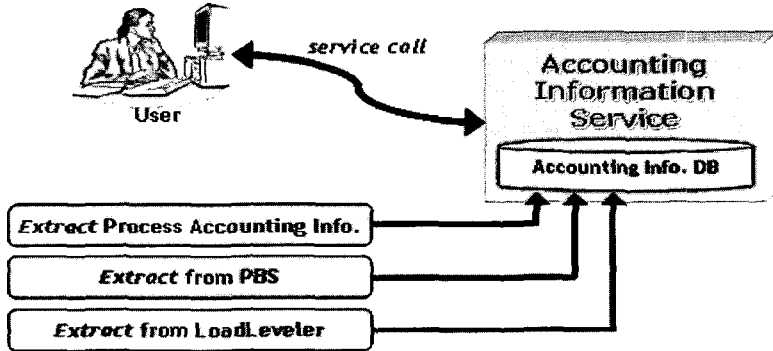 service call
User
Accounting
Information
Service
Accounting Info. DB
Extract Process Accounting Info.
Extract from PBS
Extract from LoadLeveler